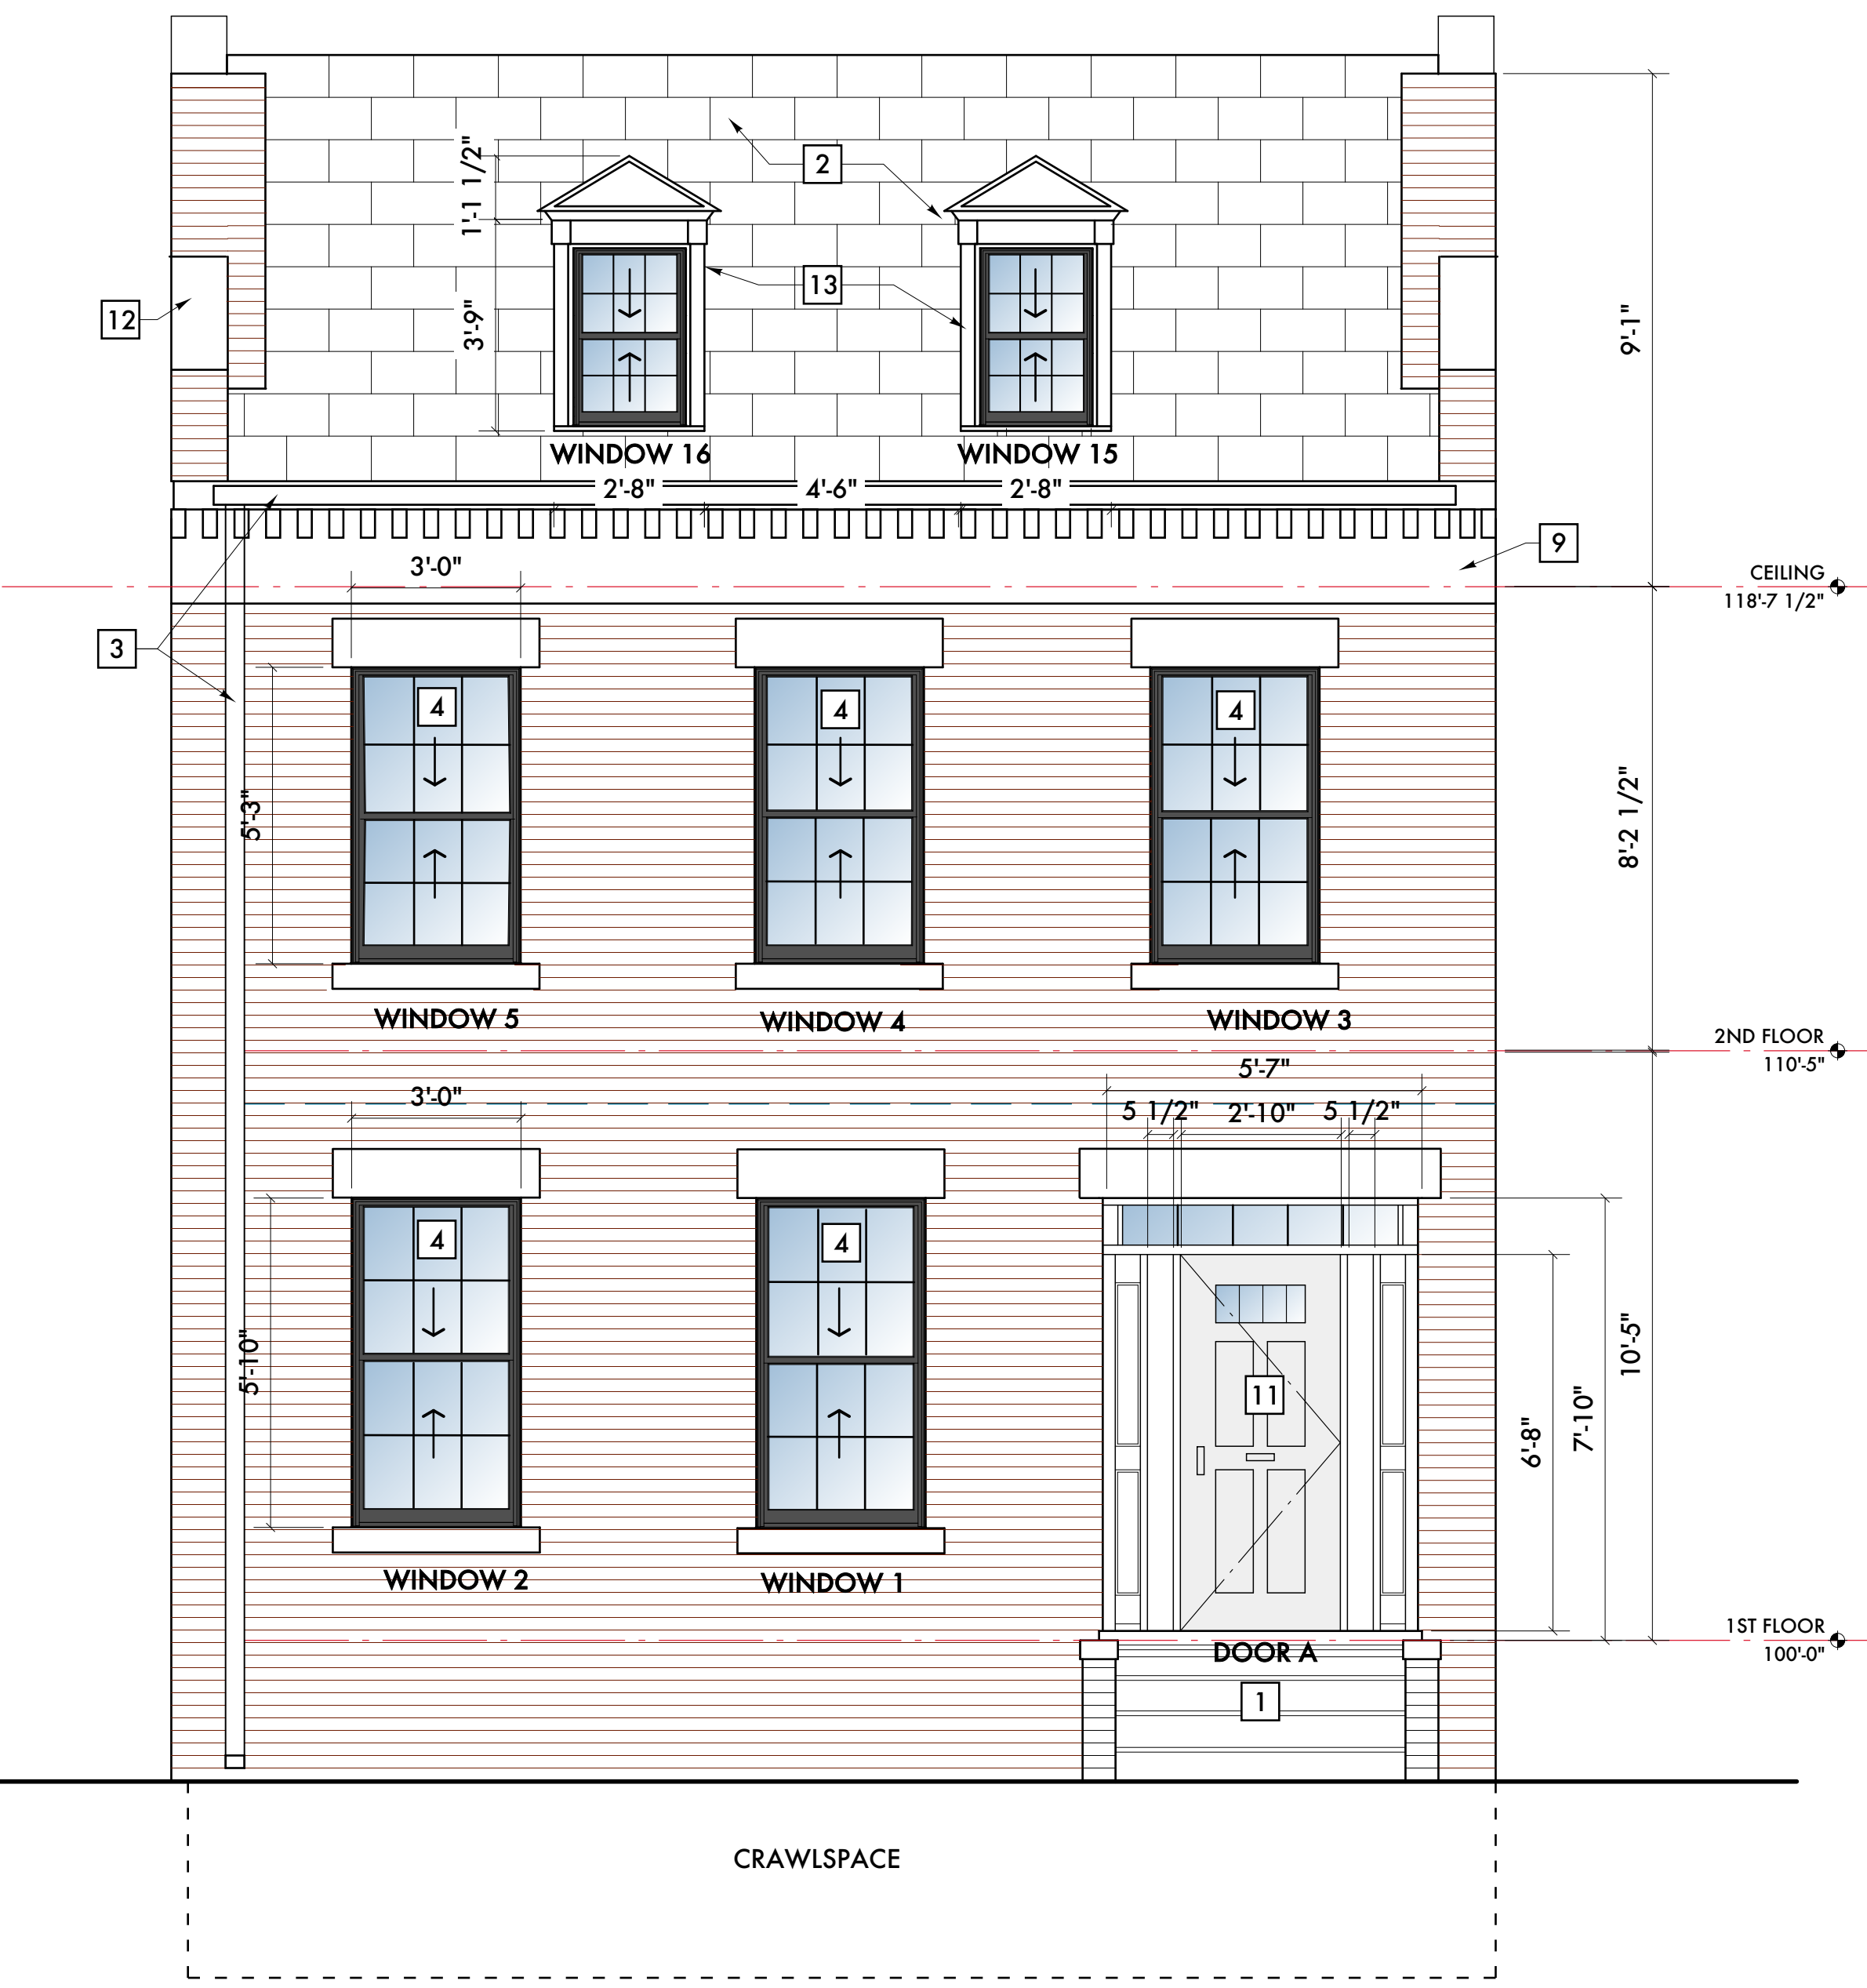 2
1'-1 1/2"
13
12
3'-9"
9'-1"
WINDOW 16
WINDOW 15
2'-8"
4'-6"
2'-8"
9
3'-0"
CEILING
118'-7 1/2"
3
4
4
4
5'-3"
8'-2 1/2"
WINDOW 5
WINDOW 4
WINDOW 3
2ND FLOOR
110'-5"
5'-7"
3'-0"
5 1/2"
2'-10"
5 1/2"
4
4
5'-10"
11
6'-8"
7'-10"
10'-5"
WINDOW 2
WINDOW 1
1ST FLOOR
100'-0"
DOOR A
1
CRAWLSPACE